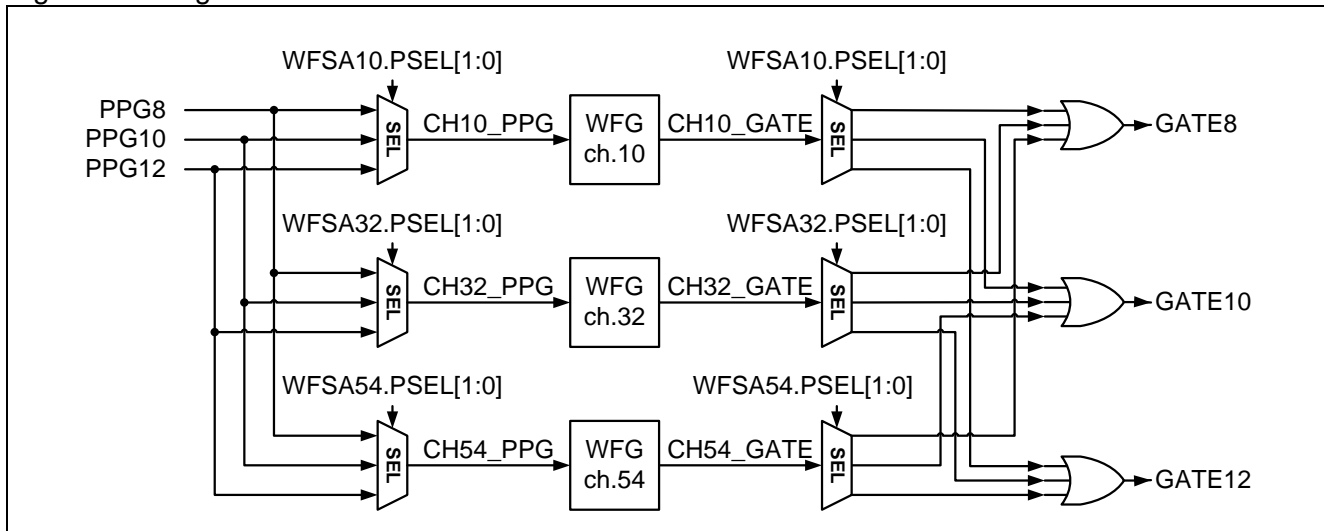 WFSA10.PSEL[1:0] WFSA10.PSEL[1:0]
PPG8
PPG10
PPG12
SEL CH10_PPG WFG ch.10 CH10_GATE SEL GATE8
WFSA32.PSEL[1:0] WFSA32.PSEL[1:0]
SEL CH32_PPG WFG ch.32 CH32_GATE SEL GATE10
WFSA54.PSEL[1:0] WFSA54.PSEL[1:0]
SEL CH54_PPG WFG ch.54 CH54_GATE SEL GATE12